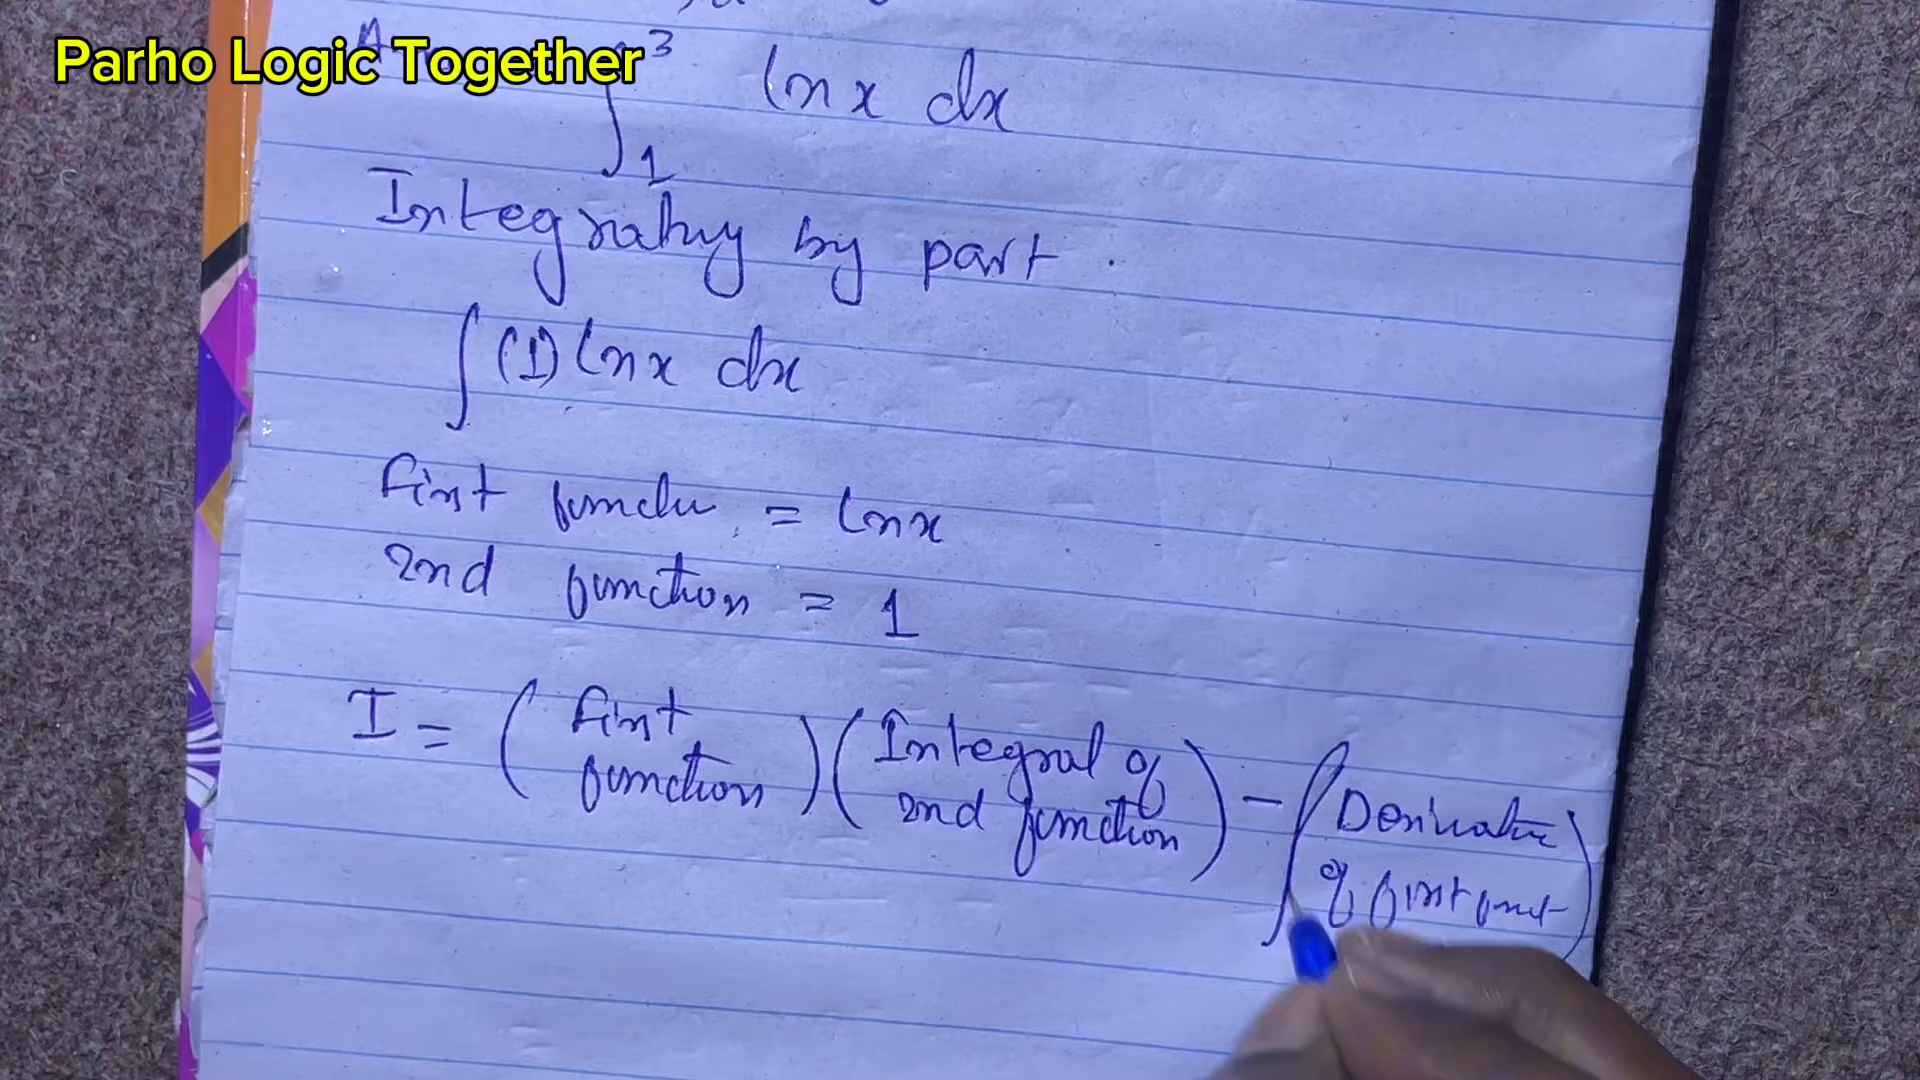 Parho Logic Together
A
∫₁³ ln x dx
Integrating by part .
∫ (1) ln x dx
first function = ln x
2nd function = 1
I = (first function) (Integral of 2nd function) - ∫ (Derivative of first funct)